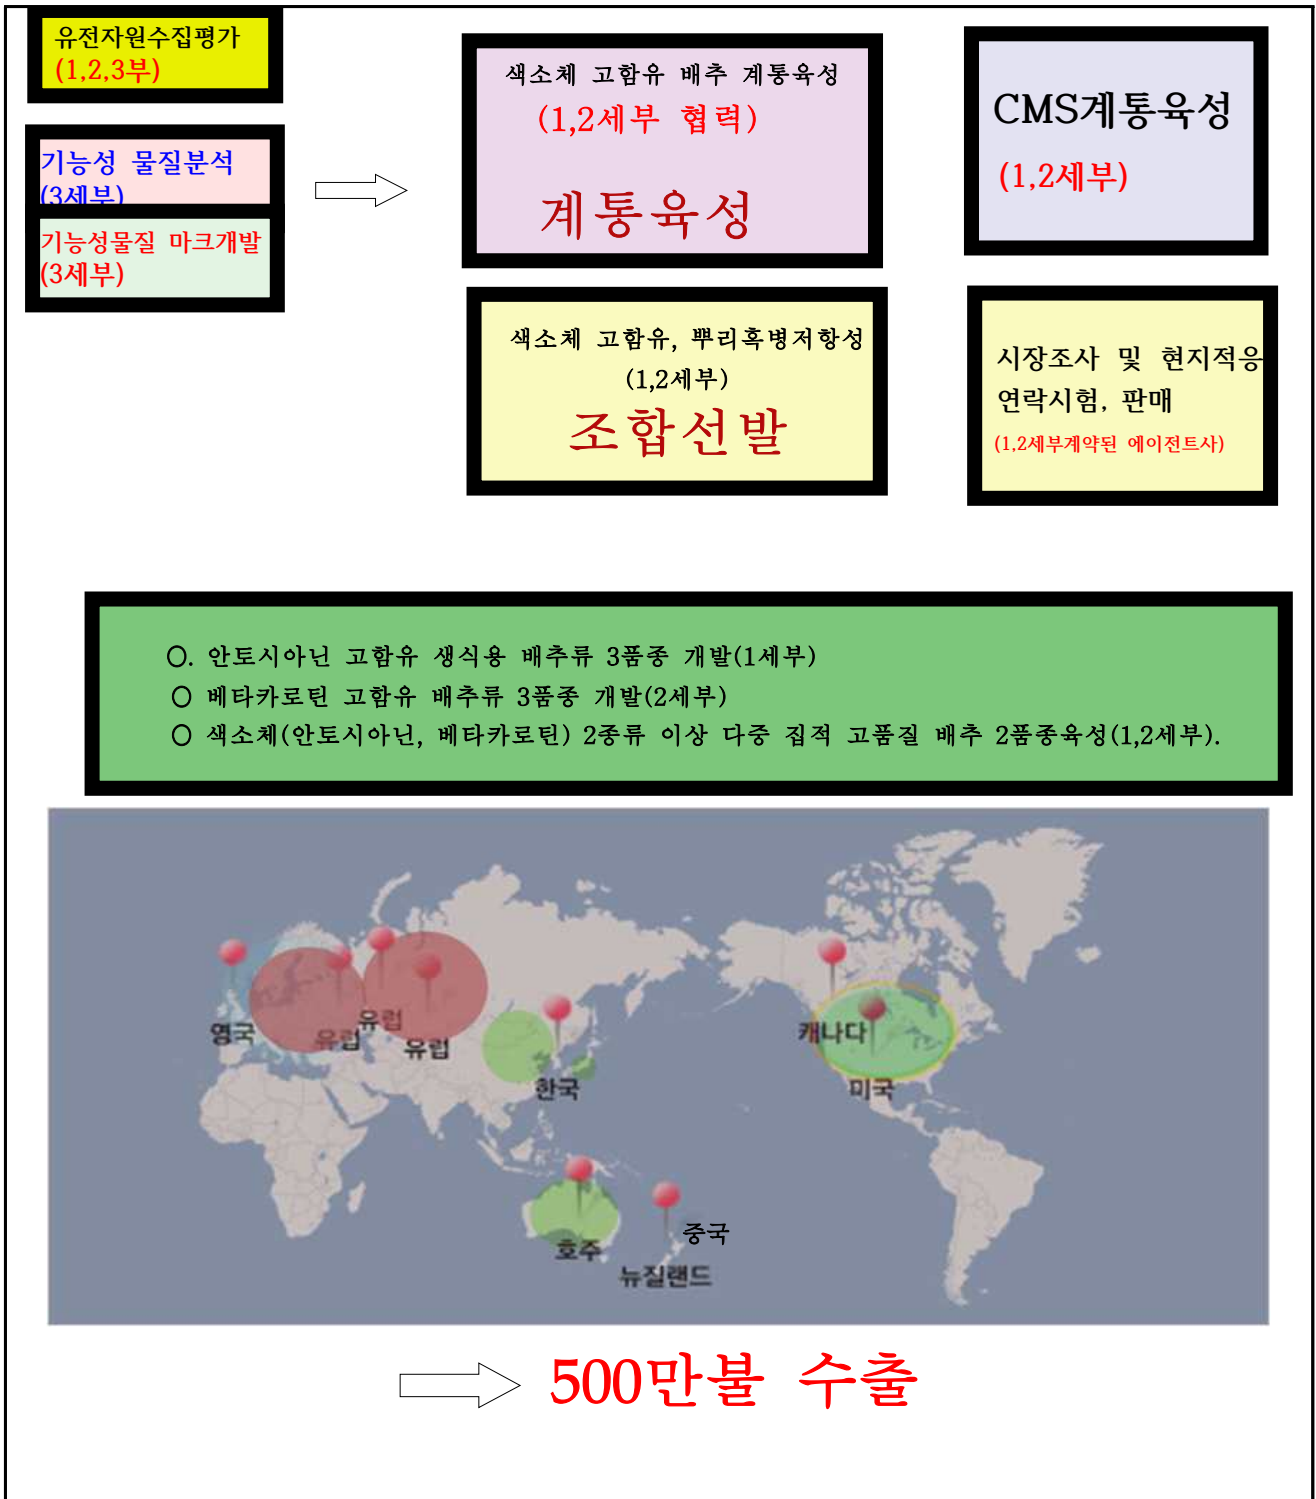 유전자원수집평가
(1,2,3부)
기능성 물질분석
(3세부)
기능성물질 마크개발
(3세부)
색소체 고함유 배추 계통육성
(1,2세부 협력)
계통육성
CMS계통육성
(1,2세부)
색소체 고함유, 뿌리혹병저항성
(1,2세부)
조합선발
시장조사 및 현지적응
연락시험, 판매
(1,2세부계약된 에이전트사)
○. 안토시아닌 고함유 생식용 배추류 3품종 개발(1세부)
○ 베타카로틴 고함유 배추류 3품종 개발(2세부)
○ 색소체(안토시아닌, 베타카로틴) 2종류 이상 다중 집적 고품질 배추 2품종육성(1,2세부).
영국
유럽
유럽
유럽
한국
캐나다
미국
호주
중국
뉴질랜드
500만불 수출